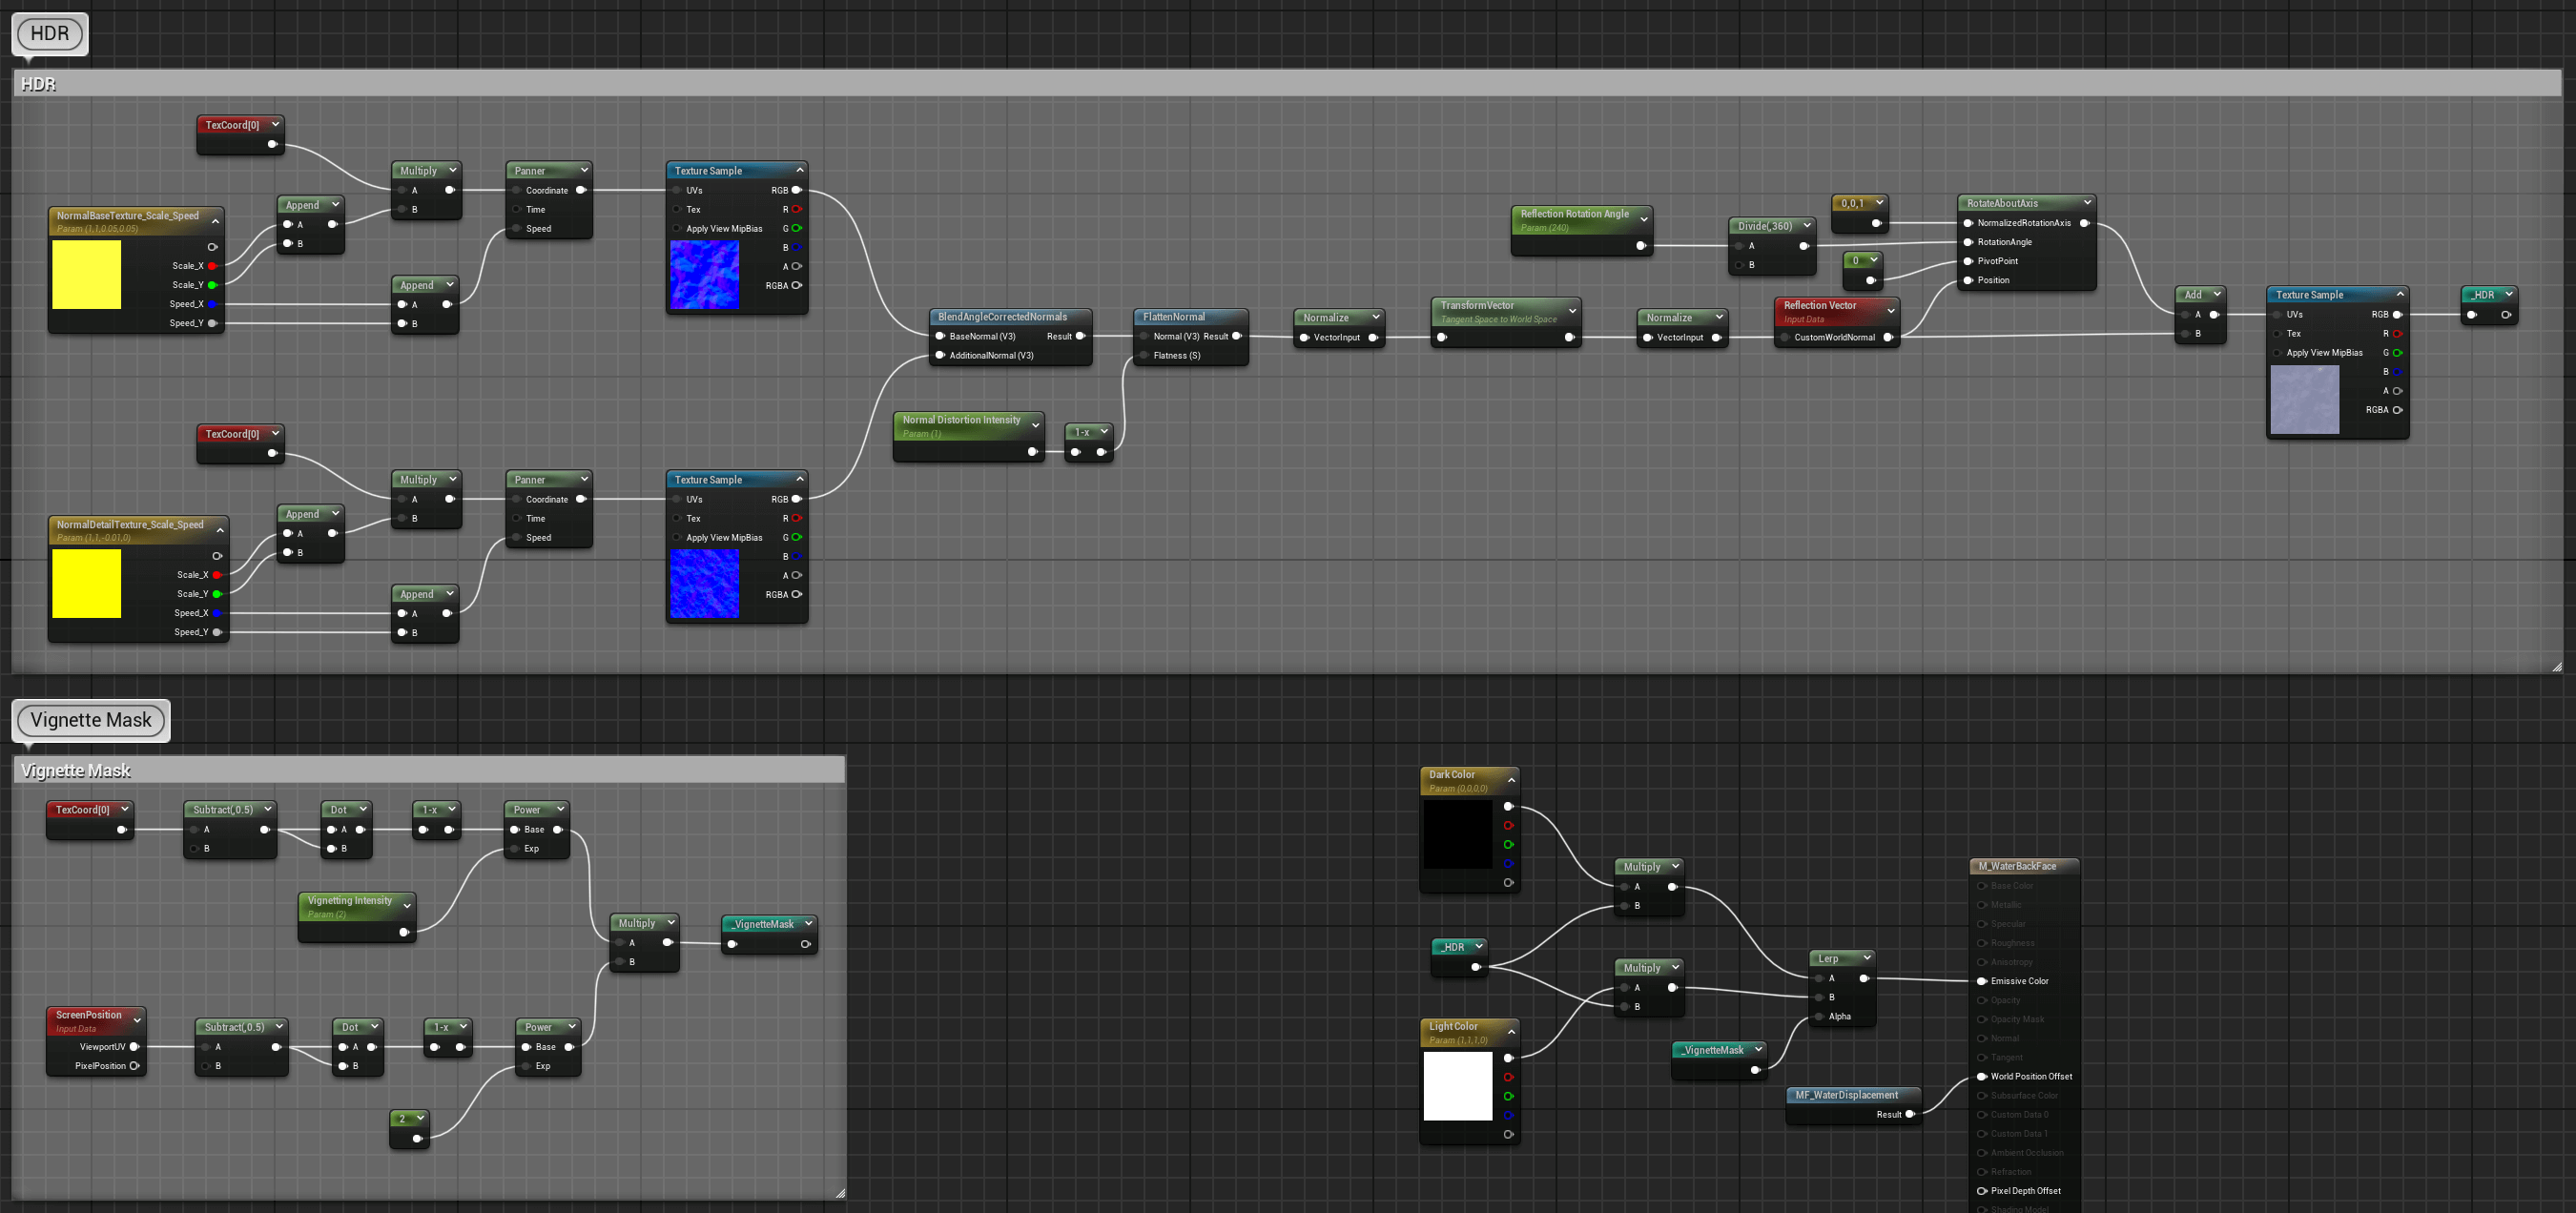 HDR
HDR
TexCoord[0]
NormalBaseTexture_Scale_Speed
Param (1,1,0.05,0.05)
Scale_X
Scale_Y
Speed_X
Speed_Y
Append
A
B
Append
A
B
Multiply
A
B
Panner
Coordinate
Time
Speed
Texture Sample
UVs RGB
Tex R
Apply View MipBias G
B
A
RGBA
TexCoord[0]
NormalDetailTexture_Scale_Speed
Param (1,1,-0.01,0)
Scale_X
Scale_Y
Speed_X
Speed_Y
Append
A
B
Append
A
B
Multiply
A
B
Panner
Coordinate
Time
Speed
Texture Sample
UVs RGB
Tex R
Apply View MipBias G
B
A
RGBA
BlendAngleCorrectedNormals
BaseNormal (V3) Result
AdditionalNormal (V3)
Normal Distortion Intensity
Param (1)
1-x
FlattenNormal
Normal (V3) Result
Flatness (S)
Normalize
VectorInput
TransformVector
Tangent Space to World Space
Normalize
VectorInput
Reflection Vector
Input Data
CustomWorldNormal
Reflection Rotation Angle
Param (240)
Divide(,360)
A
B
0,0,1
0
RotateAboutAxis
NormalizedRotationAxis
RotationAngle
PivotPoint
Position
Add
A
B
Texture Sample
UVs RGB
Tex R
Apply View MipBias G
B
A
RGBA
_HDR
Vignette Mask
Vignette Mask
TexCoord[0]
Subtract(,0.5)
A
B
Dot
A
B
1-x
Power
Base
Exp
Vignetting Intensity
Param (2)
Multiply
A
B
_VignetteMask
ScreenPosition
Input Data
ViewportUV
PixelPosition
Subtract(,0.5)
A
B
Dot
A
B
1-x
Power
Base
Exp
2
Dark Color
Param (0,0,0,0)
_HDR
Light Color
Param (1,1,1,0)
Multiply
A
B
Multiply
A
B
_VignetteMask
Lerp
A
B
Alpha
MF_WaterDisplacement
Result
M_WaterBackFace
Base Color
Metallic
Specular
Roughness
Anisotropy
Emissive Color
Opacity
Opacity Mask
Normal
Tangent
World Position Offset
Subsurface Color
Custom Data 0
Custom Data 1
Ambient Occlusion
Refraction
Pixel Depth Offset
Shading Model